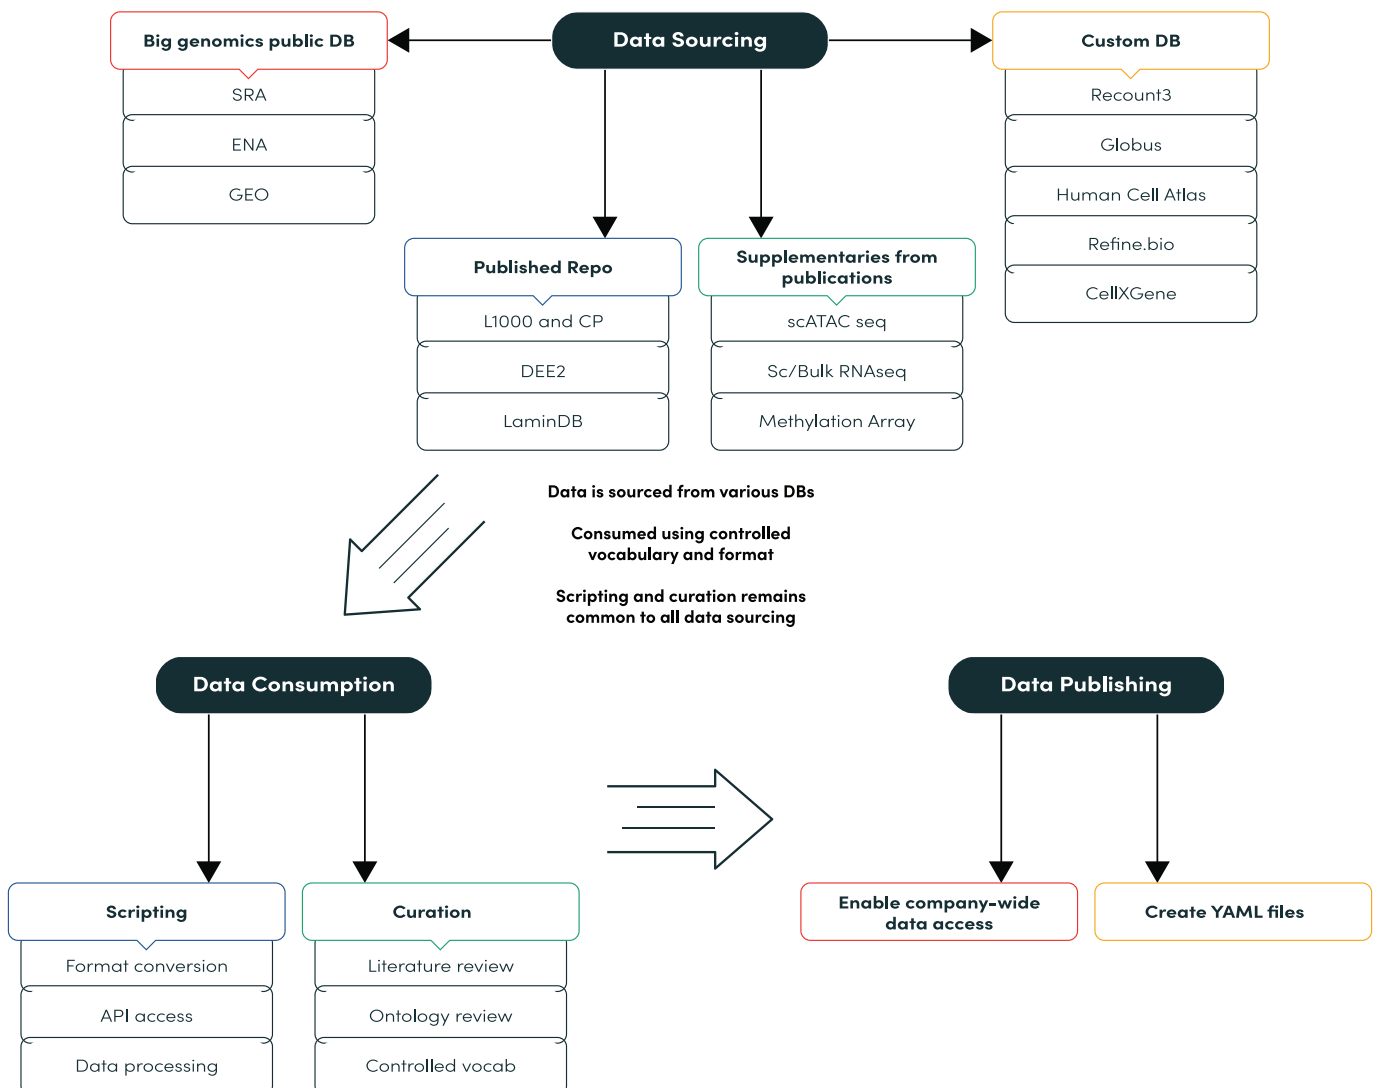 Data Sourcing
Big genomics public DB
SRA
ENA
GEO
Custom DB
Recount3
Globus
Human Cell Atlas
Refine.bio
CellXGene
Published Repo
L1000 and CP
DEE2
LaminDB
Supplementaries from
publications
scATAC seq
Sc/Bulk RNAseq
Methylation Array
Data is sourced from various DBs
Consumed using controlled
vocabulary and format
Scripting and curation remains
common to all data sourcing
Data Consumption
Scripting
Format conversion
API access
Data processing
Curation
Literature review
Ontology review
Controlled vocab
Data Publishing
Enable company-wide
data access
Create YAML files